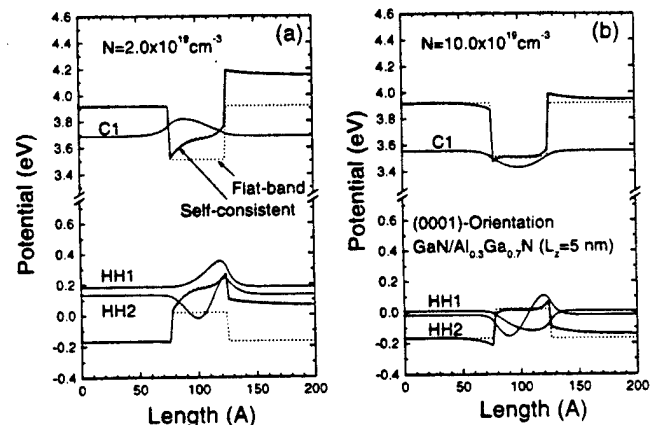 (a)
N=2.0x10¹⁹cm⁻³
4.6
4.4
4.2
4.0
3.8
3.6
3.4
0.6
0.4
0.2
0.0
-0.2
-0.4
Potential (eV)
C1
Flat-band
Self-consistent
HH1
HH2
0 50 100 150 200
Length (A)
(b)
N=10.0x10¹⁹cm⁻³
4.6
4.4
4.2
4.0
3.8
3.6
3.4
0.6
0.4
0.2
0.0
-0.2
-0.4
Potential (eV)
C1
(0001)-Orientation
GaN/Al₀.₃Ga₀.₇N (L_z=5 nm)
HH1
HH2
0 50 100 150 200
Length (A)